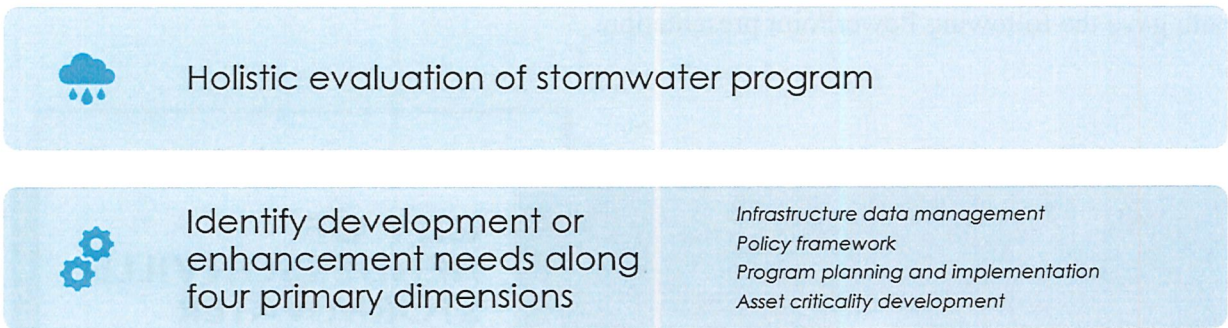 Holistic evaluation of stormwater program
Identify development or
enhancement needs along
four primary dimensions
Infrastructure data management
Policy framework
Program planning and implementation
Asset criticality development